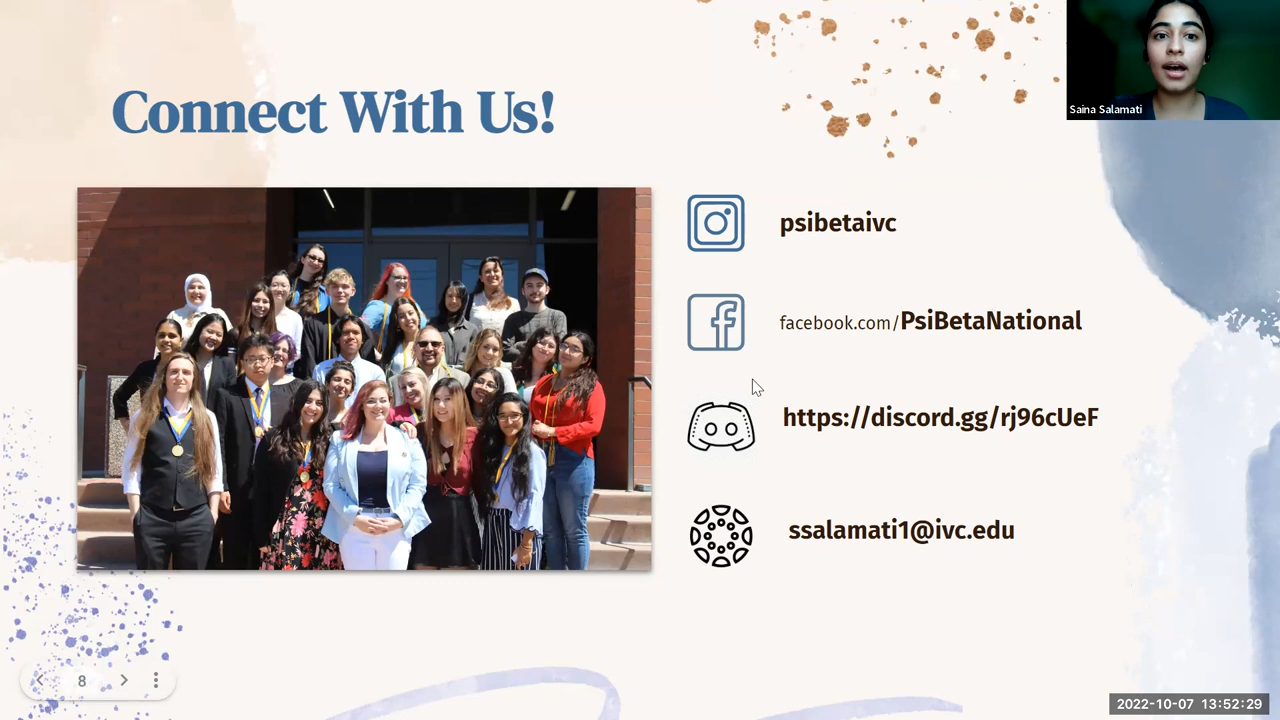 Connect With Us!
Saina Salamati
psibetaivc
facebook.com/PsiBetaNational
https://discord.gg/rj96cUeF
ssalamati1@ivc.edu
8
2022-10-07 13:52:29